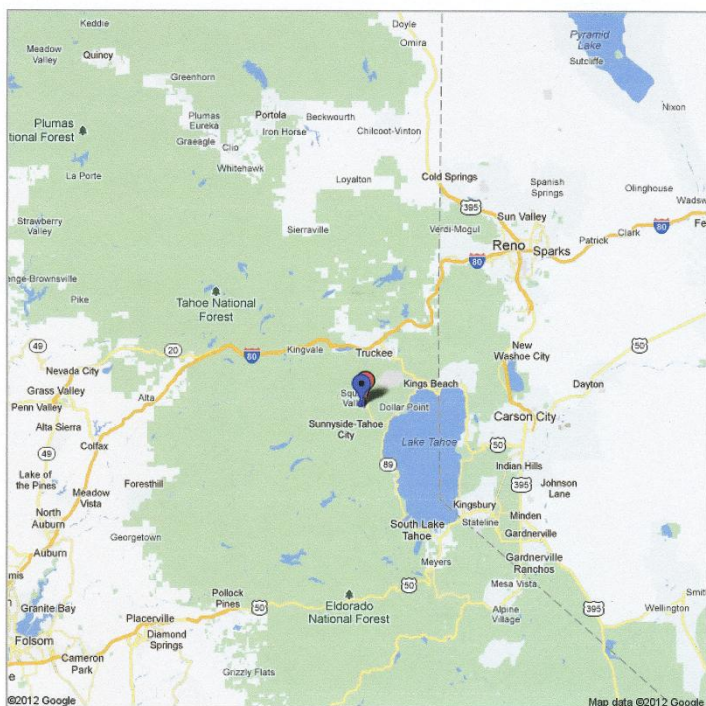 Keddie
Doyle
Omira
Meadow
Valley
Quincy
Pyramid
Lake
Sutcliffe
Greenhorn
Nixon
Plumas
tional Forest
Plumas
Eureka
Portola
Beckwourth
Iron Horse
Chilcoot-Vinton
Graeagle
Clio
Whitehawk
La Porte
Loyalton
Cold Springs
Spanish
Springs
Olinghouse
Wadsw
395
Sun Valley
Strawberry
Valley
Sierraville
Verdi-Mogul
Reno
Sparks
Patrick
Clark
80
Fe
80
ange-Brownsville
Pike
Tahoe National
Forest
49
20
80
Kingvale
Truckee
50
New
Washoe City
Nevada City
Grass Valley
Penn Valley
Alta
Kings Beach
Dayton
Squ
Valley
Dollar Point
Carson City
Alta Sierra
Sunnyside-Tahoe
City
Lake Tahoe
50
Colfax
49
89
Indian Hills
Lake of
the Pines
Meadow
Vista
Foresthill
395
Johnson
Lane
Kingsbury
Stateline
Minden
North
Auburn
South Lake
Tahoe
Gardnerville
Georgetown
Auburn
Meyers
Gardnerville
Ranchos
mis
Pollock
Pines
50
50
Mesa Vista
Smit
Granite Bay
Eldorado
National Forest
395
Wellington
Placerville
Alpine
Village
Folsom
50
Diamond
Springs
Cameron
Park
Grizzly Flats
e
©2012 Google
Map data ©2012 Google